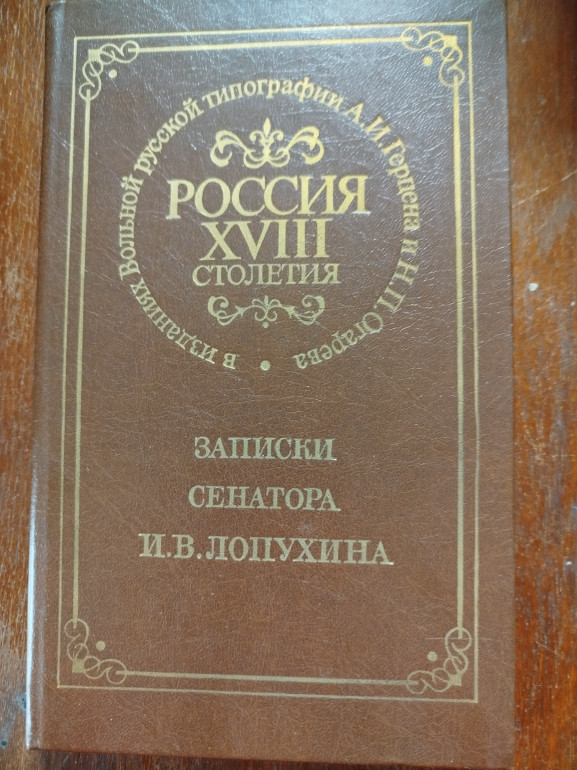 в изданиях Вольной русской типографии А.И.Герцена и Н.П.Огарева
РОССИЯ
XVIII
СТОЛЕТИЯ
ЗАПИСКИ
СЕНАТОРА
И.В.ЛОПУХИНА